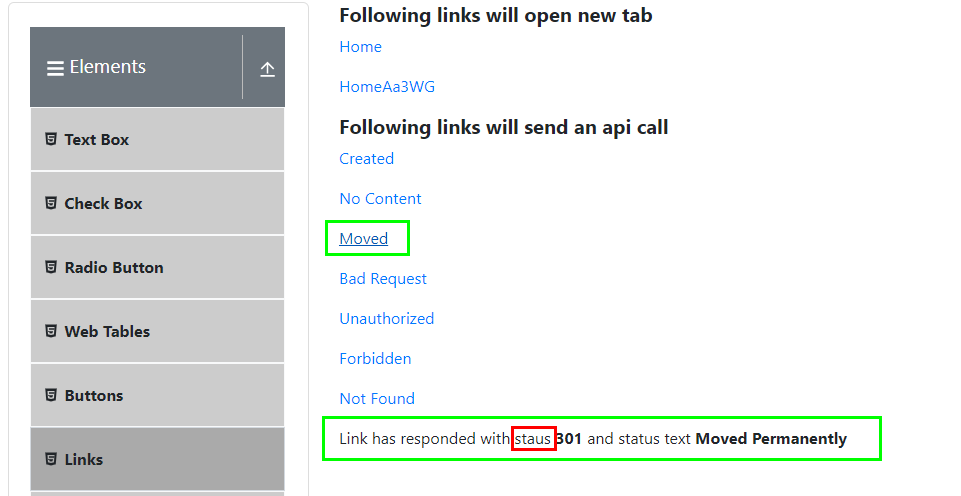 Elements
Text Box
Check Box
Radio Button
Web Tables
Buttons
Links
Following links will open new tab
Home
HomeAa3WG
Following links will send an api call
Created
No Content
Moved
Bad Request
Unauthorized
Forbidden
Not Found
Link has responded with staus 301 and status text Moved Permanently